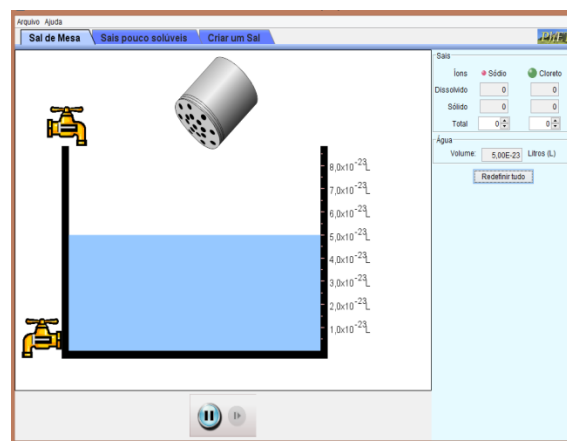 Arquivo Ajuda
Sal de Mesa Sais pouco solúveis Criar um Sal PhET
Sais
Íons Sódio Cloreto
Dissolvido 0 0
Sólido 0 0
Total 0 0
Água
Volume: 5,00E-23 Litros (L)
Redefinir tudo
8,0x10⁻²³L
7,0x10⁻²³L
6,0x10⁻²³L
5,0x10⁻²³L
4,0x10⁻²³L
3,0x10⁻²³L
2,0x10⁻²³L
1,0x10⁻²³L